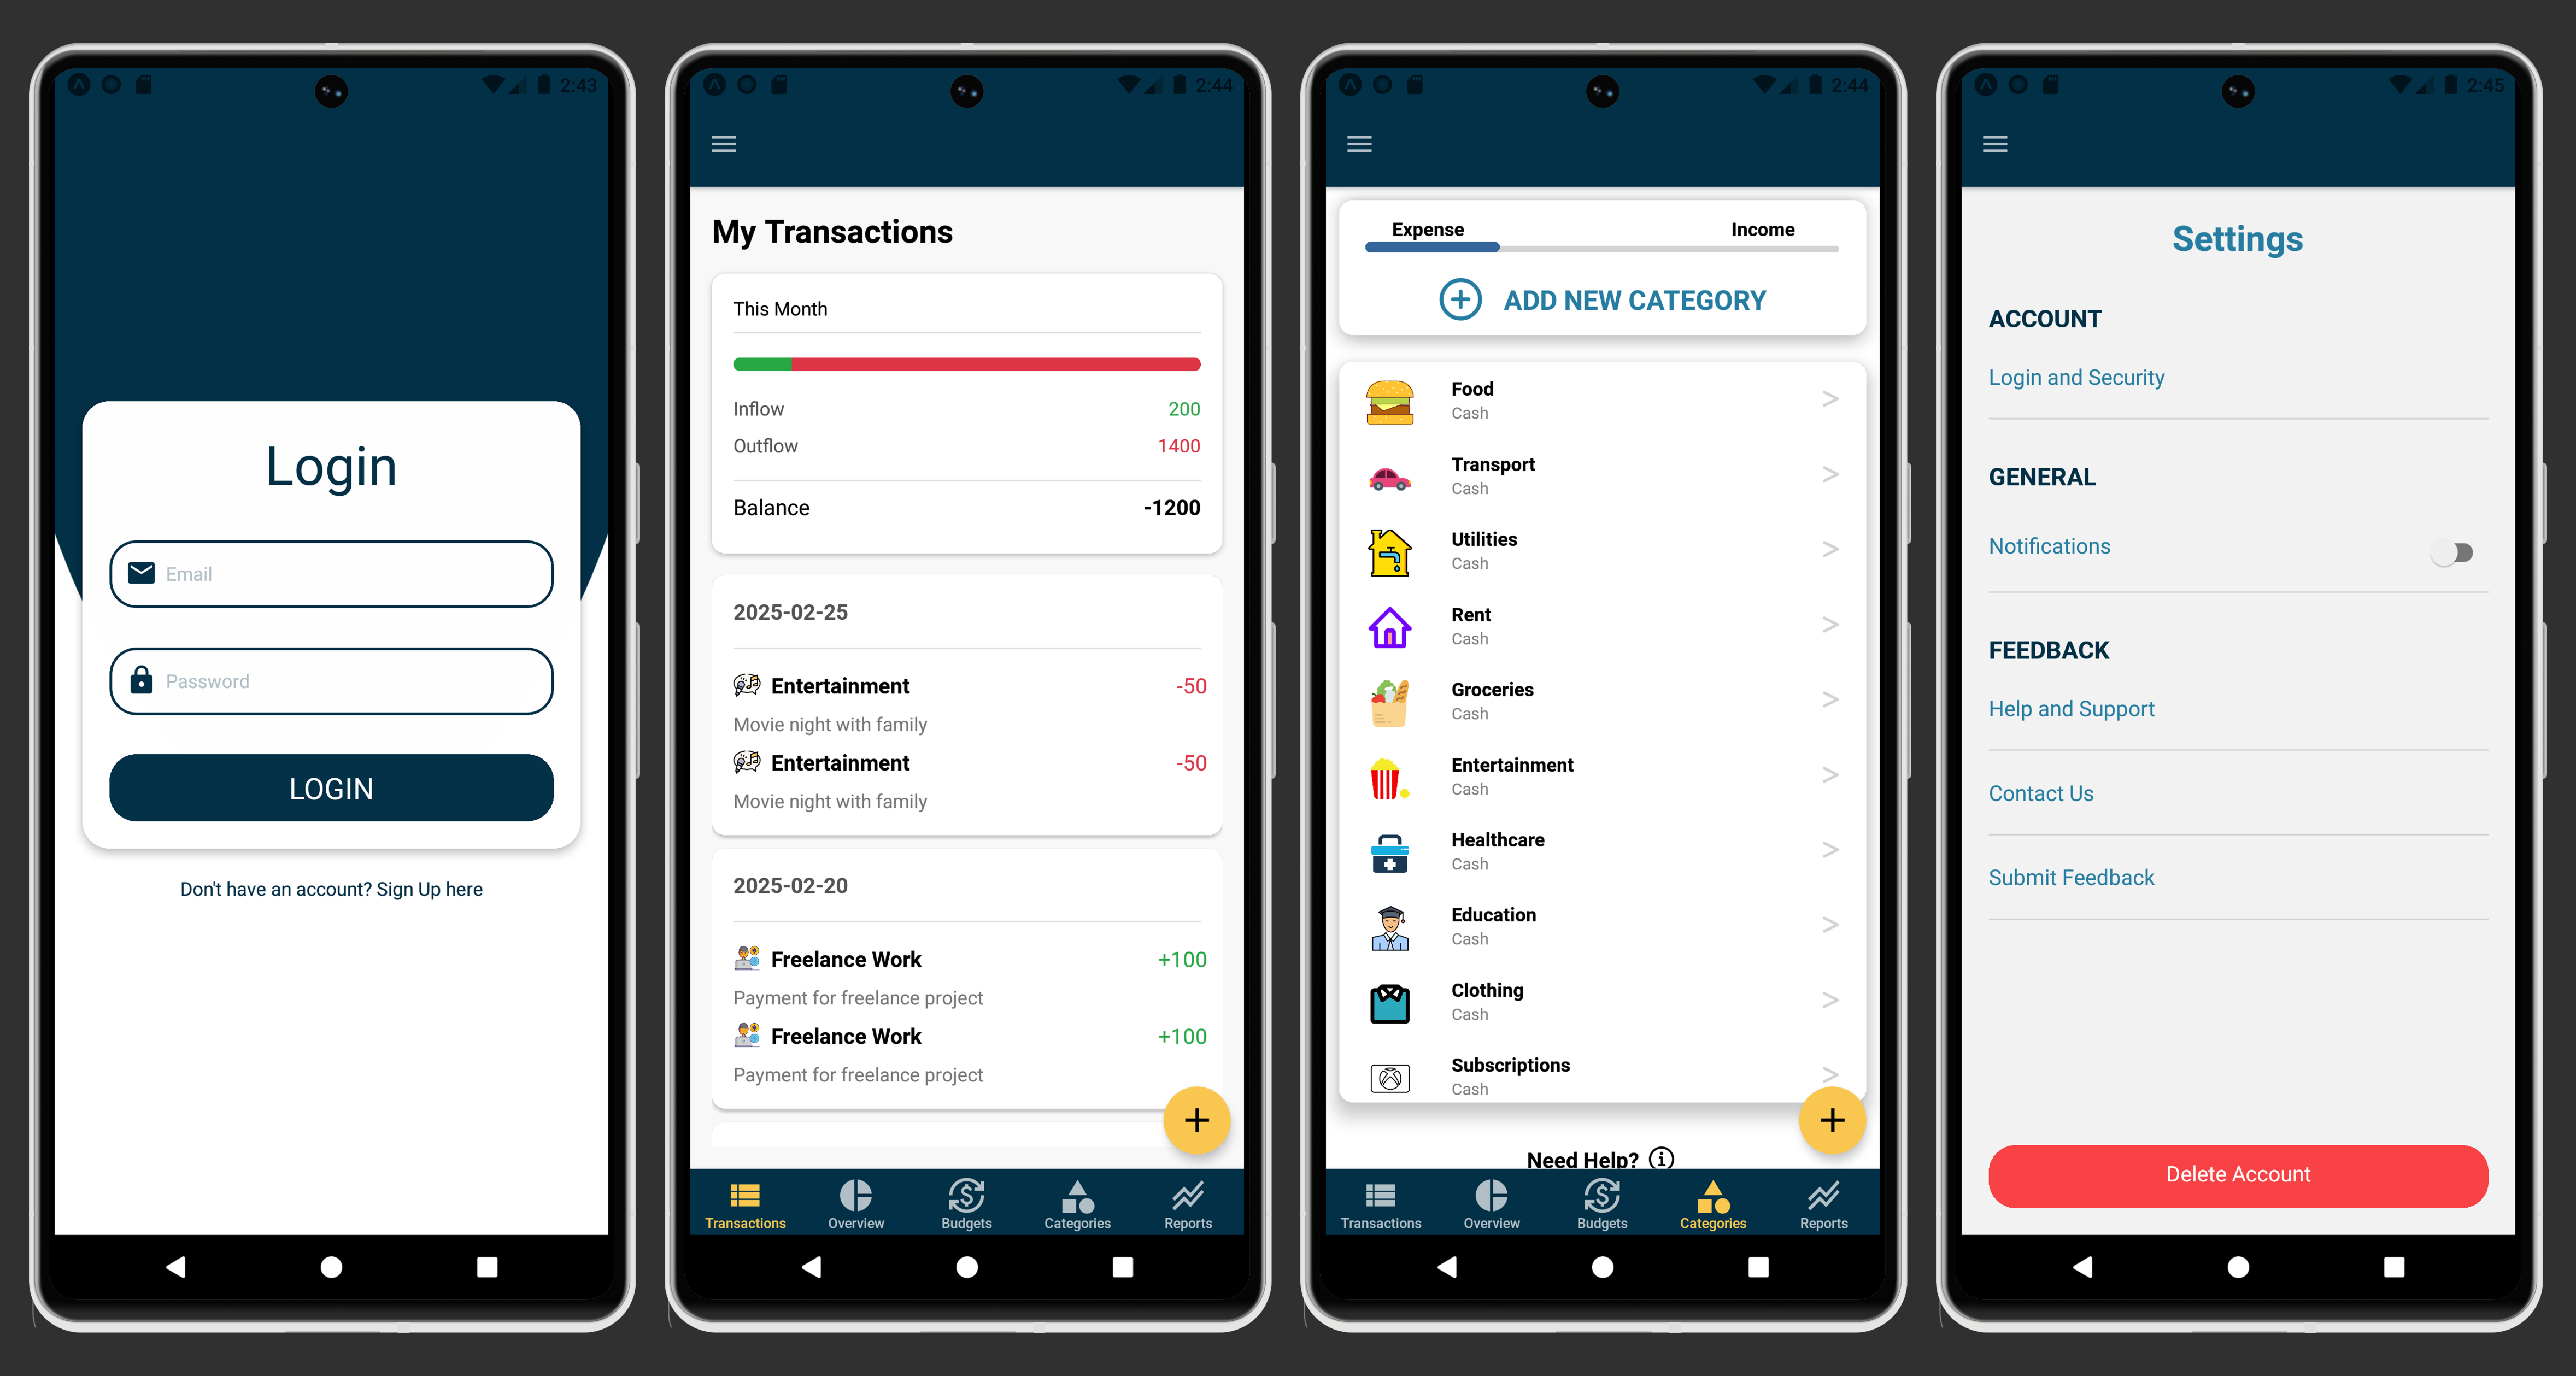 2:43
Login
Email
Password
LOGIN
Don't have an account? Sign Up here
2:44
My Transactions
This Month
Inflow 200
Outflow 1400
Balance -1200
2025-02-25
Entertainment -50
Movie night with family
Entertainment -50
Movie night with family
2025-02-20
Freelance Work +100
Payment for freelance project
Freelance Work +100
Payment for freelance project
Transactions Overview Budgets Categories Reports
2:44
Expense Income
ADD NEW CATEGORY
Food
Cash
Transport
Cash
Utilities
Cash
Rent
Cash
Groceries
Cash
Entertainment
Cash
Healthcare
Cash
Education
Cash
Clothing
Cash
Subscriptions
Cash
Need Help?
Transactions Overview Budgets Categories Reports
2:45
Settings
ACCOUNT
Login and Security
GENERAL
Notifications
FEEDBACK
Help and Support
Contact Us
Submit Feedback
Delete Account